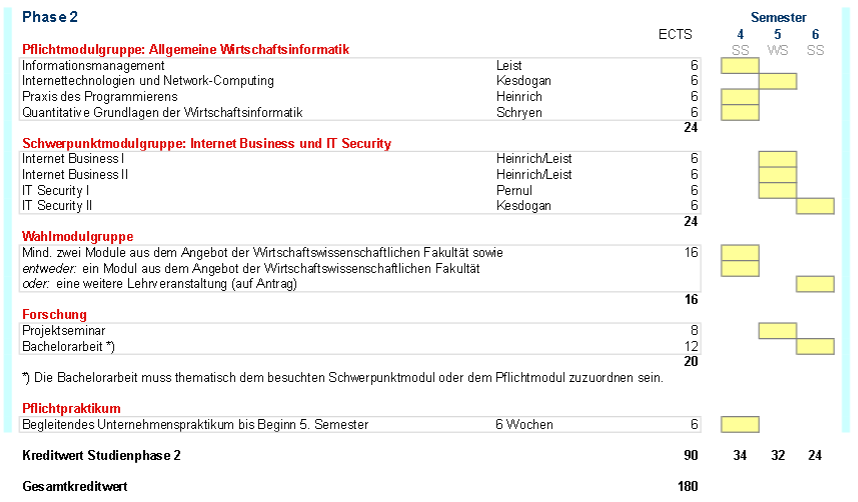 Phase 2 Semester
ECTS 4 5 6
SS WS SS
Pflichtmodulgruppe: Allgemeine Wirtschaftsinformatik
Informationsmanagement Leist 6
Internettechnologien und Network-Computing Kesdogan 6
Praxis des Programmierens Heinrich 6
Quantitative Grundlagen der Wirtschaftsinformatik Schryen 6
24
Schwerpunktmodulgruppe: Internet Business und IT Security
Internet Business I Heinrich/Leist 6
Internet Business II Heinrich/Leist 6
IT Security I Pernul 6
IT Security II Kesdogan 6
24
Wahlmodulgruppe
Mind. zwei Module aus dem Angebot der Wirtschaftswissenschaftlichen Fakultät sowie 16
entweder: ein Modul aus dem Angebot der Wirtschaftswissenschaftlichen Fakultät
oder: eine weitere Lehrveranstaltung (auf Antrag)
16
Forschung
Projektseminar 8
Bachelorarbeit *) 12
20
*) Die Bachelorarbeit muss thematisch dem besuchten Schwerpunktmodul oder dem Pflichtmodul zuzuordnen sein.
Pflichtpraktikum
Begleitendes Unternehmenspraktikum bis Beginn 5. Semester 6 Wochen 6
Kreditwert Studienphase 2 90 34 32 24
Gesamtkreditwert 180